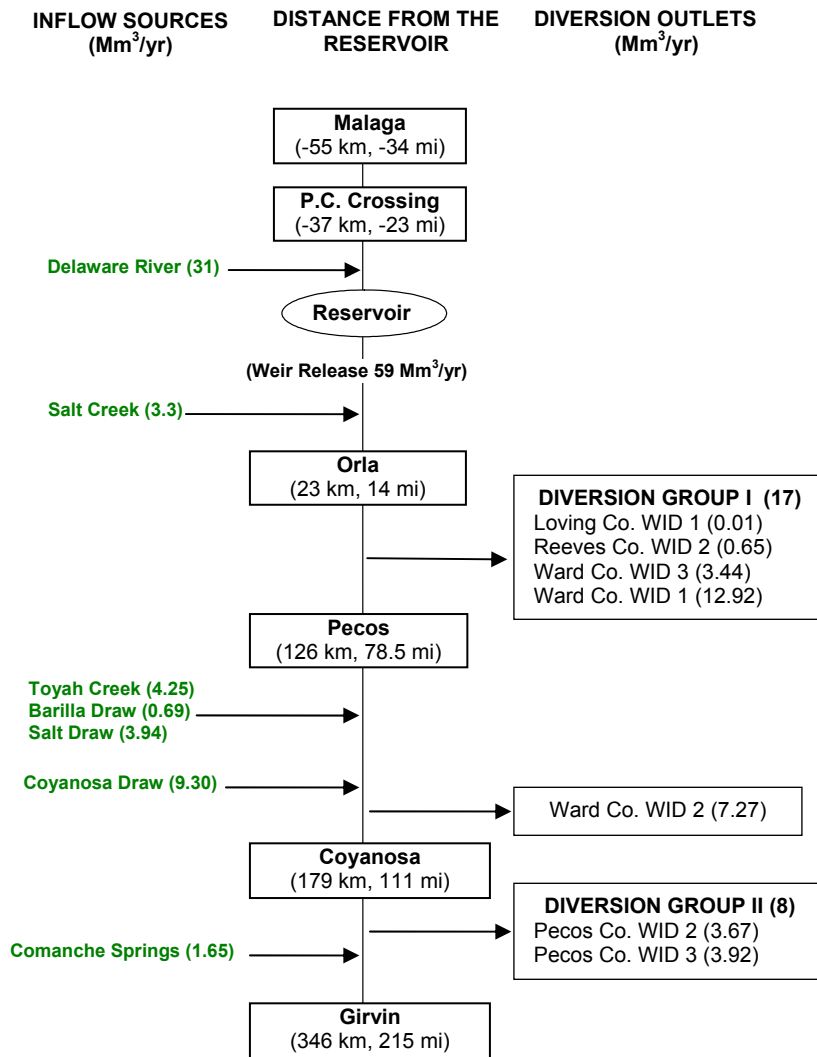 INFLOW SOURCES
(Mm³/yr)
DISTANCE FROM THE
RESERVOIR
DIVERSION OUTLETS
(Mm³/yr)
Malaga
(-55 km, -34 mi)
P.C. Crossing
(-37 km, -23 mi)
Delaware River (31)
Reservoir
(Weir Release 59 Mm³/yr)
Salt Creek (3.3)
Orla
(23 km, 14 mi)
DIVERSION GROUP I (17)
Loving Co. WID 1 (0.01)
Reeves Co. WID 2 (0.65)
Ward Co. WID 3 (3.44)
Ward Co. WID 1 (12.92)
Pecos
(126 km, 78.5 mi)
Toyah Creek (4.25)
Barilla Draw (0.69)
Salt Draw (3.94)
Coyanosa Draw (9.30)
Ward Co. WID 2 (7.27)
Coyanosa
(179 km, 111 mi)
DIVERSION GROUP II (8)
Pecos Co. WID 2 (3.67)
Pecos Co. WID 3 (3.92)
Comanche Springs (1.65)
Girvin
(346 km, 215 mi)